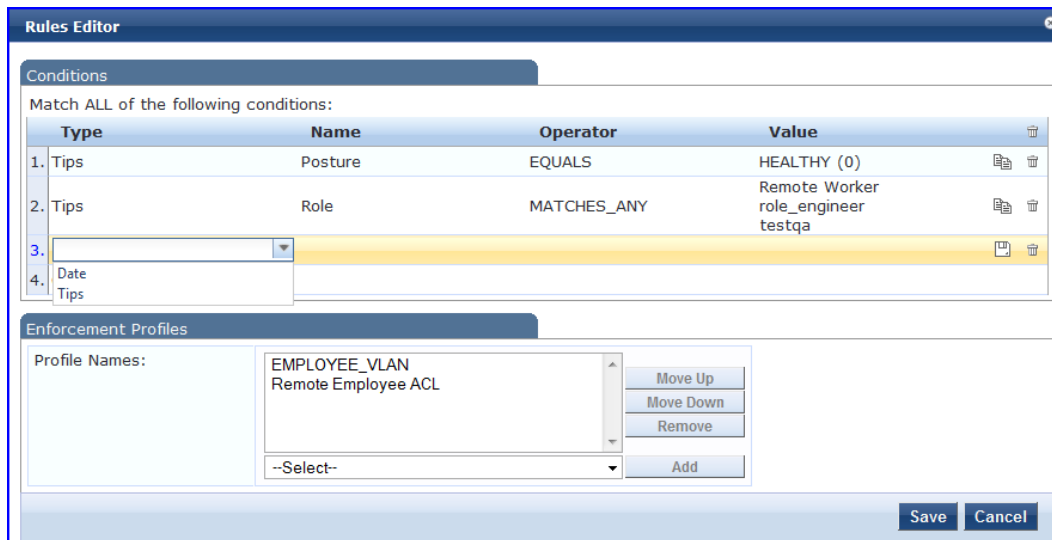 Rules Editor
Conditions
Match ALL of the following conditions:
Type Name Operator Value
1. Tips Posture EQUALS HEALTHY (0)
2. Tips Role MATCHES_ANY Remote Worker
role_engineer
testqa
3.
4.
Date
Tips
Enforcement Profiles
Profile Names:
EMPLOYEE_VLAN
Remote Employee ACL
Move Up
Move Down
Remove
--Select--
Add
Save Cancel